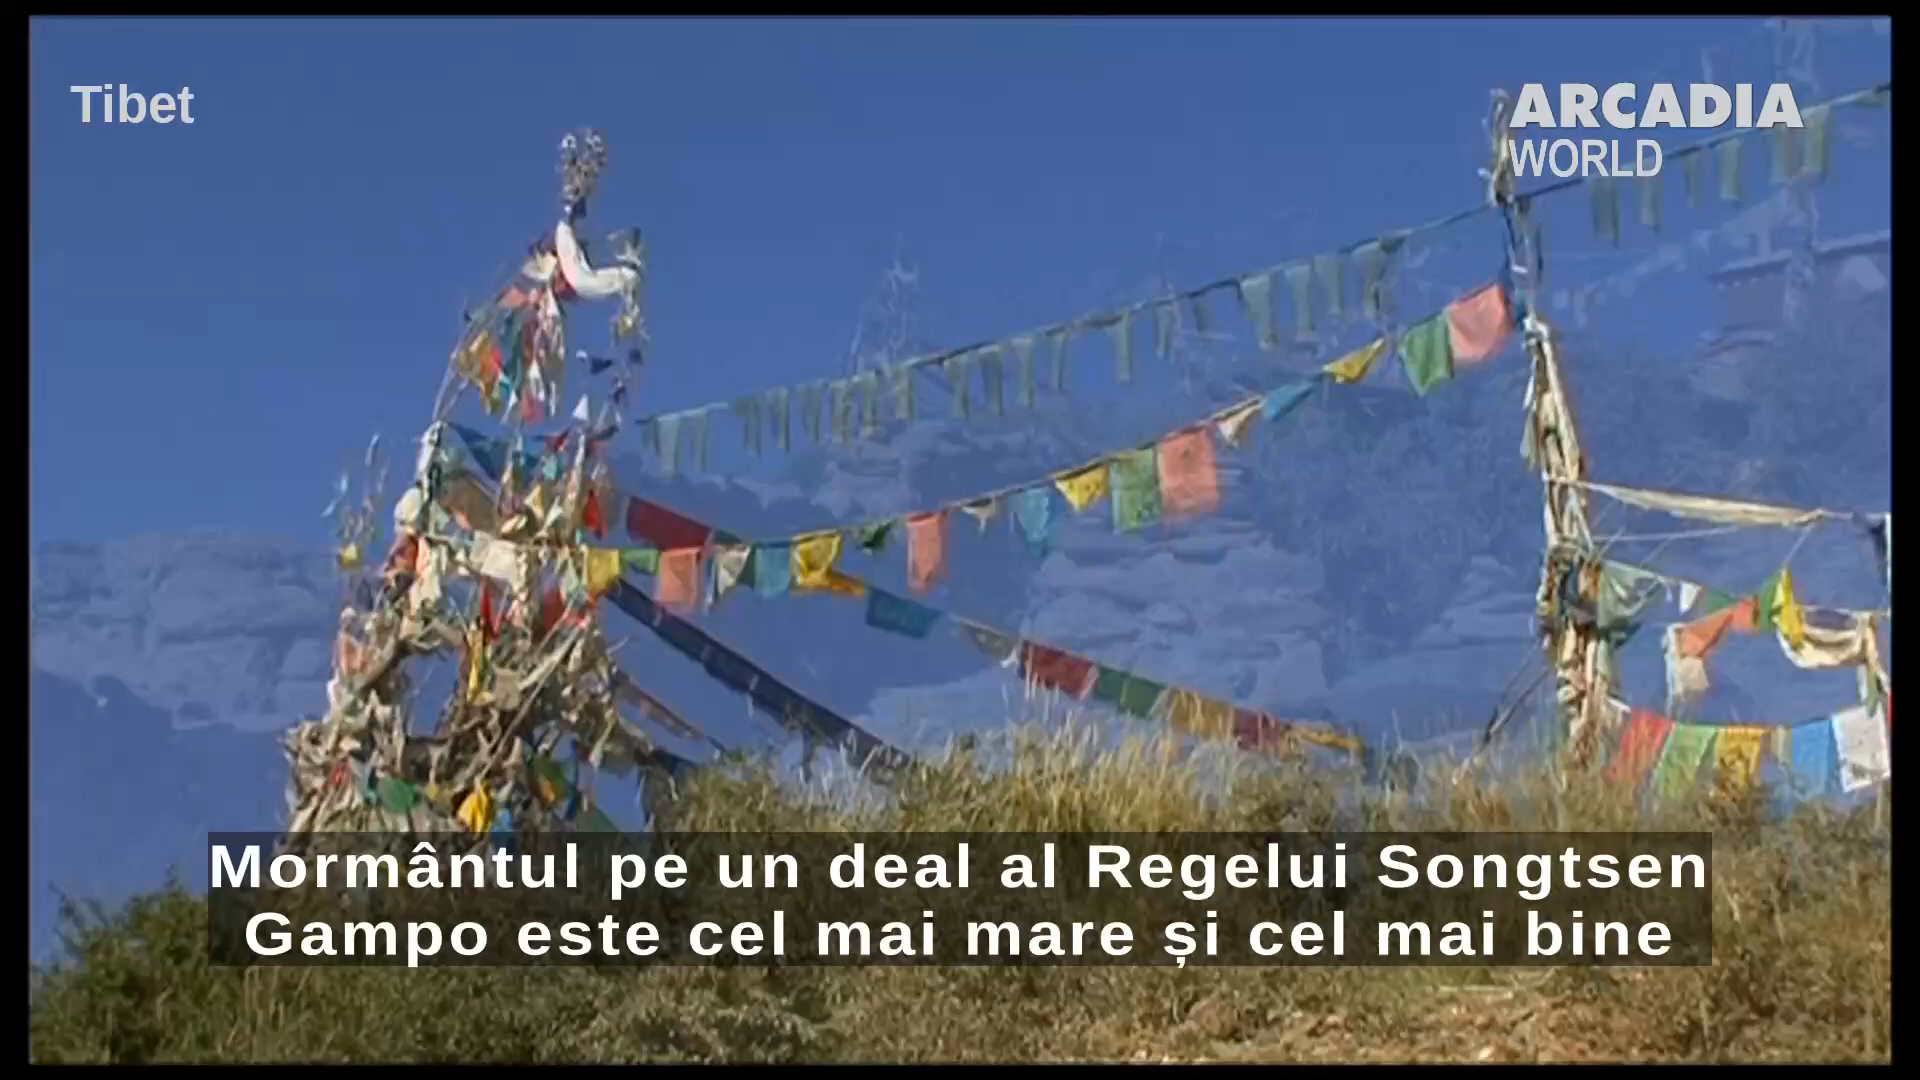 Tibet
ARCADIA
WORLD
Mormântul pe un deal al Regelui Songtsen
Gampo este cel mai mare și cel mai bine